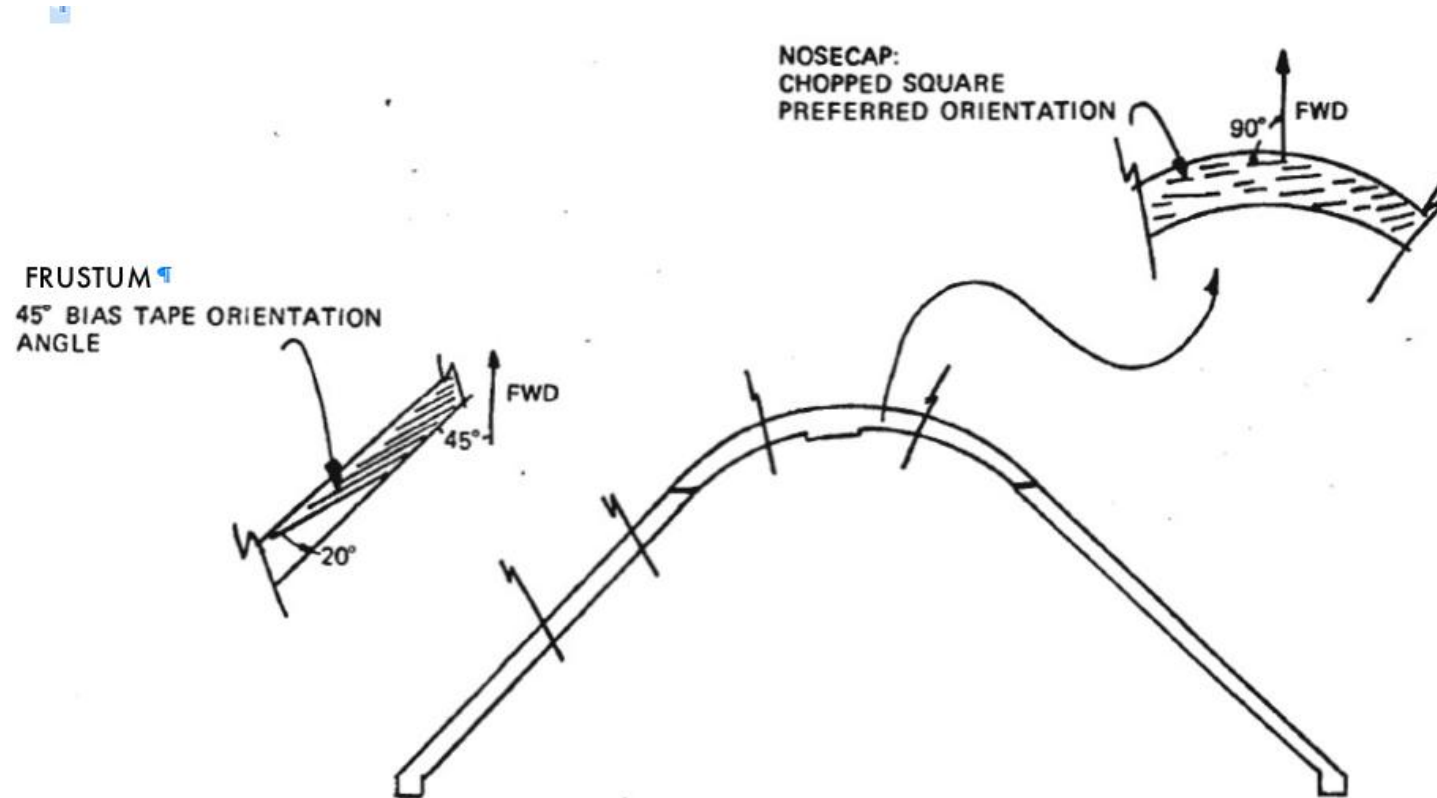 NOSECAP:
CHOPPED SQUARE
PREFERRED ORIENTATION
90°
FWD
FRUSTUM¶
45° BIAS TAPE ORIENTATION
ANGLE
FWD
45°
20°